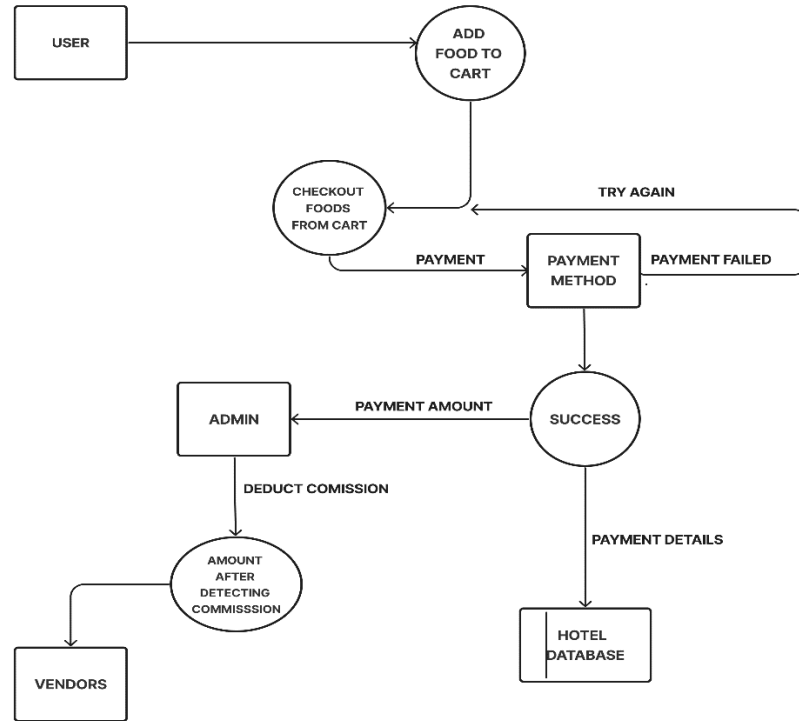 USER
ADD
FOOD TO
CART
CHECKOUT
FOODS
FROM CART
TRY AGAIN
PAYMENT
PAYMENT
METHOD
PAYMENT FAILED
ADMIN
PAYMENT AMOUNT
SUCCESS
DEDUCT COMISSION
PAYMENT DETAILS
AMOUNT
AFTER
DETECTING
COMMISSSION
HOTEL
DATABASE
VENDORS